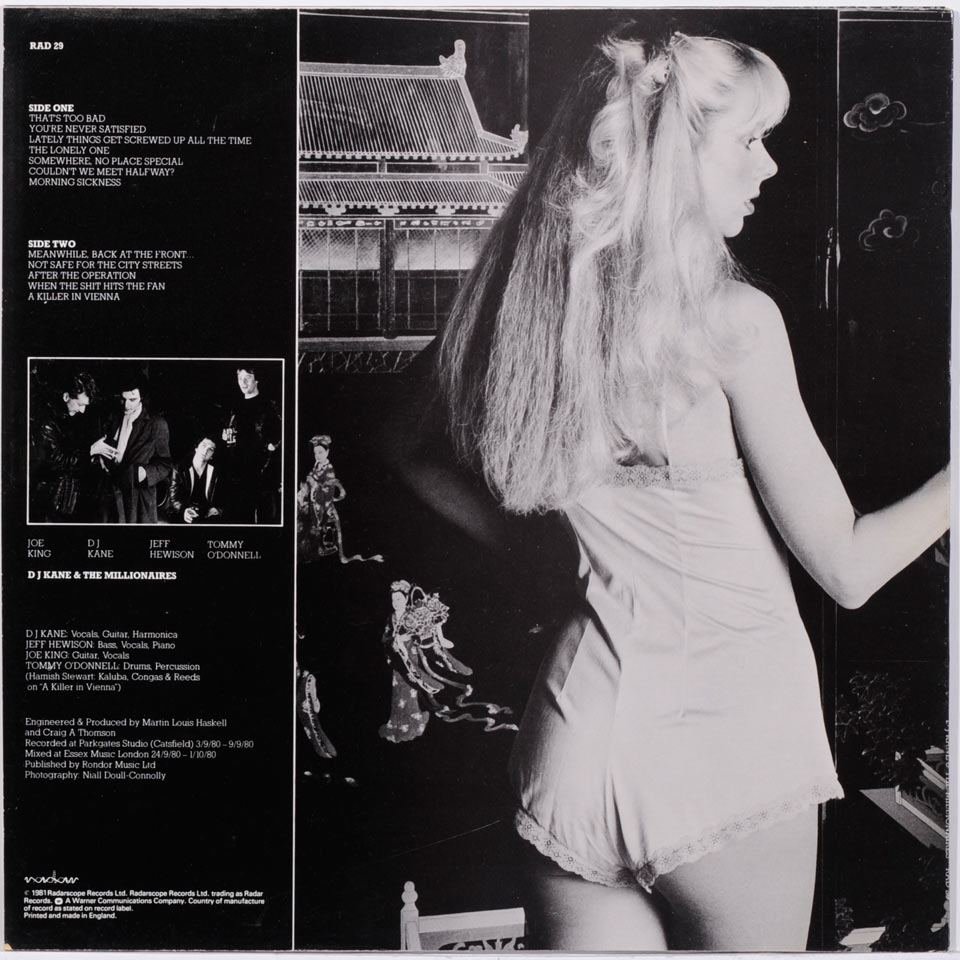 RAD 29
SIDE ONE
THAT'S TOO BAD
YOU'RE NEVER SATISFIED
LATELY THINGS GET SCREWED UP ALL THE TIME
THE LONELY ONE
SOMEWHERE, NO PLACE SPECIAL
COULDN'T WE MEET HALFWAY?
MORNING SICKNESS
SIDE TWO
MEANWHILE, BACK AT THE FRONT...
NOT SAFE FOR THE CITY STREETS
AFTER THE OPERATION
WHEN THE SHIT HITS THE FAN
A KILLER IN VIENNA
JOE KING
D J KANE
JEFF HEWISON
TOMMY O'DONNELL
D J KANE & THE MILLIONAIRES
D J KANE: Vocals, Guitar, Harmonica
JEFF HEWISON: Bass, Vocals, Piano
JOE KING: Guitar, Vocals
TOMMY O'DONNELL: Drums, Percussion
(Hamish Stewart: Kaluba, Congas & Reeds
on "A Killer in Vienna")
Engineered & Produced by Martin Louis Haskell
and Craig A Thomson
Recorded at Parkgates Studio (Catsfield) 3/9/80 – 9/9/80
Mixed at Essex Music London 24/9/80 – 1/10/80
Published by Rondor Music Ltd
Photography: Niall Doull-Connolly
radar
© 1981 Radarscope Records Ltd. Radarscope Records Ltd. trading as Radar
Records. A Warner Communications Company. Country of manufacture
of record as stated on record label.
Printed and made in England.